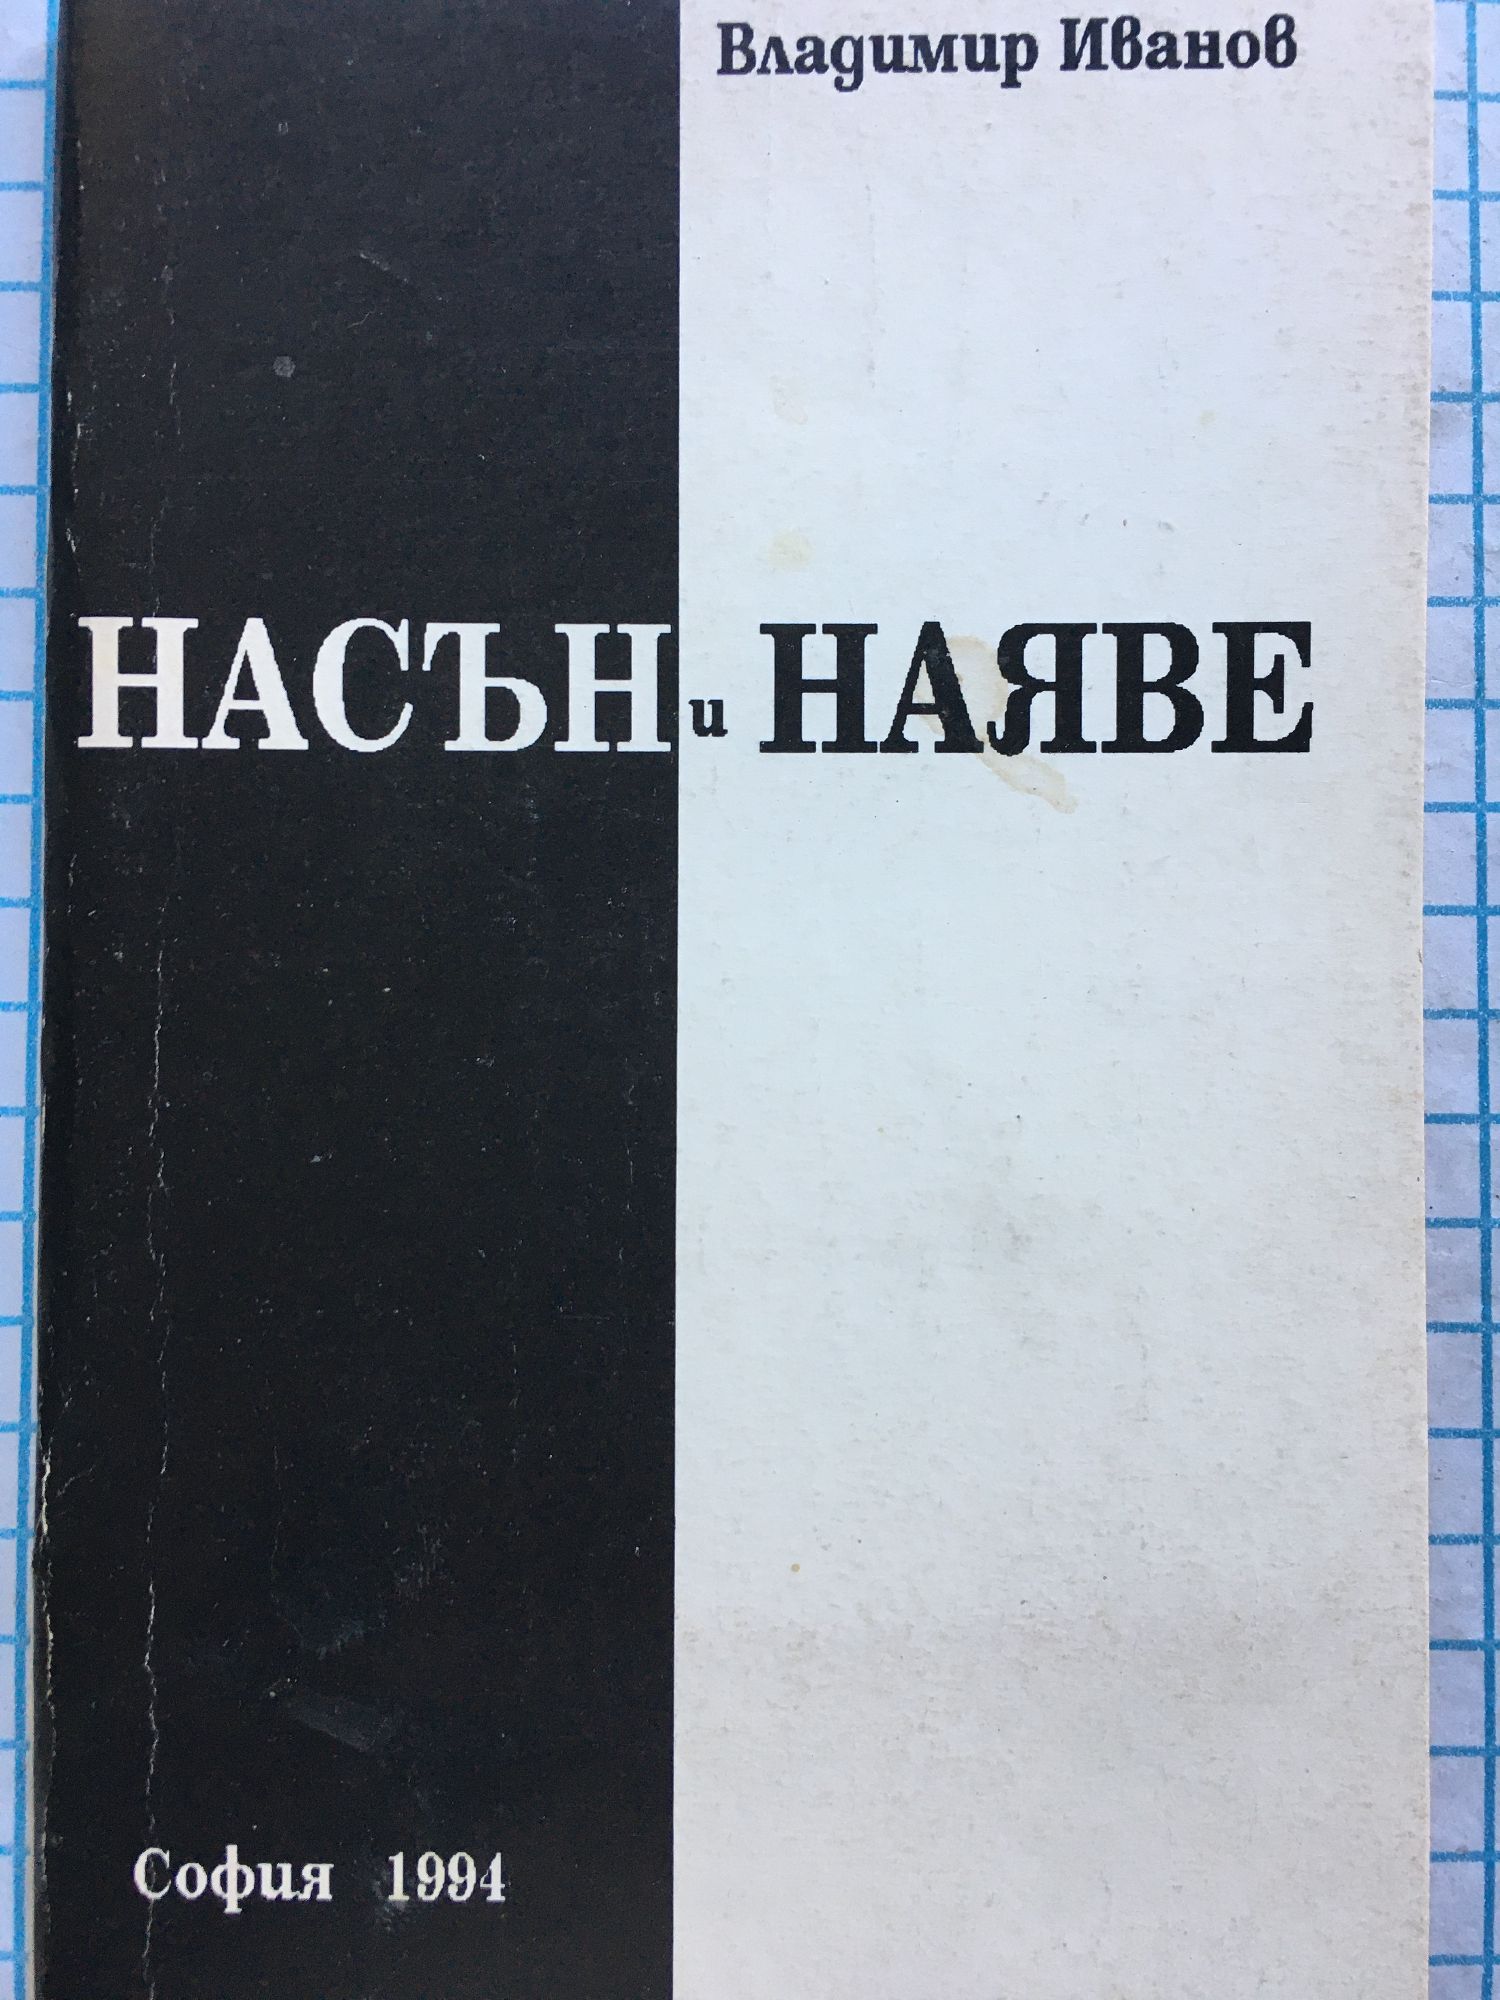 Владимир Иванов
НАСЪН и НАЯВЕ
София 1994